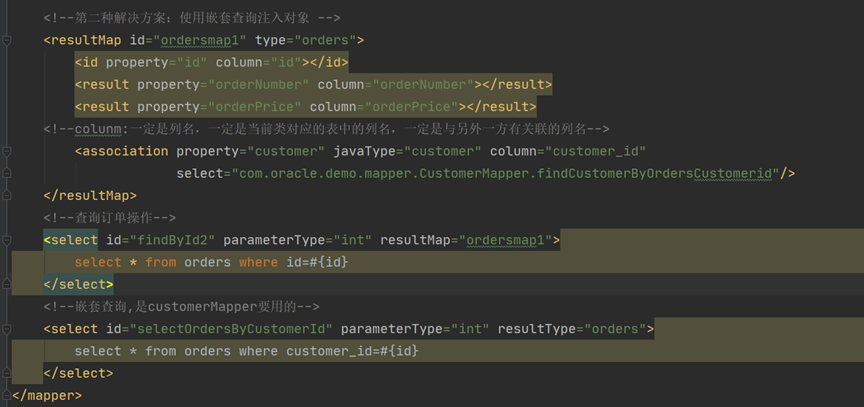 <!--第二种解决方案：使用嵌套查询注入对象 -->
<resultMap id="ordersmap1" type="orders">
<id property="id" column="id"></id>
<result property="orderNumber" column="orderNumber"></result>
<result property="orderPrice" column="orderPrice"></result>
<!--colunm:一定是列名，一定是当前类对应的表中的列名，一定是与另外一方有关联的列名-->
<association property="customer" javaType="customer" column="customer_id"
select="com.oracle.demo.mapper.CustomerMapper.findCustomerByOrdersCustomerid"/>
</resultMap>
<!--查询订单操作-->
<select id="findById2" parameterType="int" resultMap="ordersmap1">
select * from orders where id=#{id}
</select>
<!--嵌套查询,是customerMapper要用的-->
<select id="selectOrdersByCustomerId" parameterType="int" resultType="orders">
select * from orders where customer_id=#{id}
</select>
</mapper>